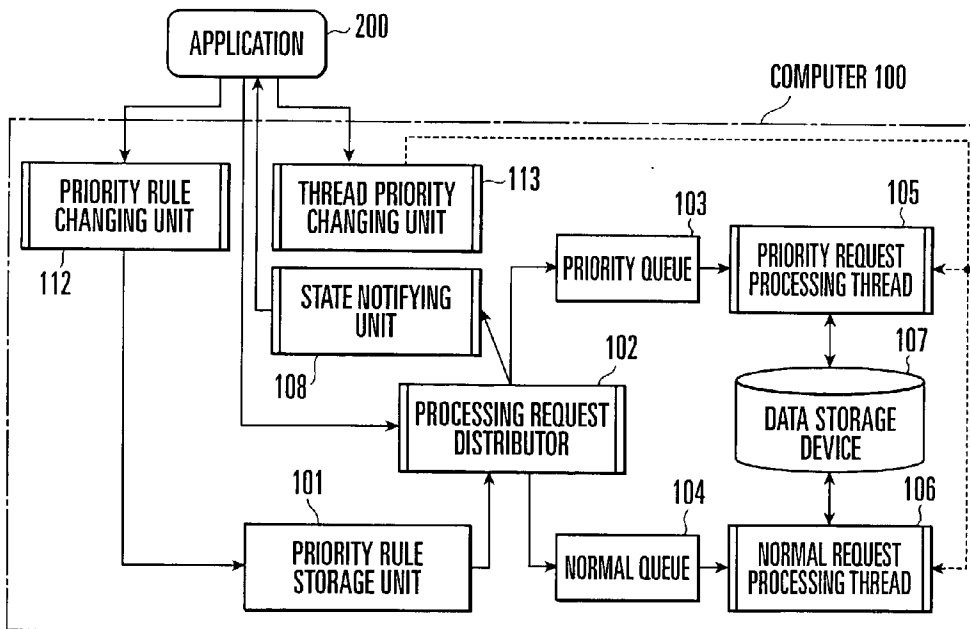 APPLICATION
200
COMPUTER 100
PRIORITY RULE
CHANGING UNIT
112
THREAD PRIORITY
CHANGING UNIT
113
STATE NOTIFYING
UNIT
108
103
PRIORITY QUEUE
105
PRIORITY REQUEST
PROCESSING THREAD
102
PROCESSING REQUEST
DISTRIBUTOR
107
DATA STORAGE
DEVICE
101
PRIORITY RULE
STORAGE UNIT
104
NORMAL QUEUE
106
NORMAL REQUEST
PROCESSING THREAD